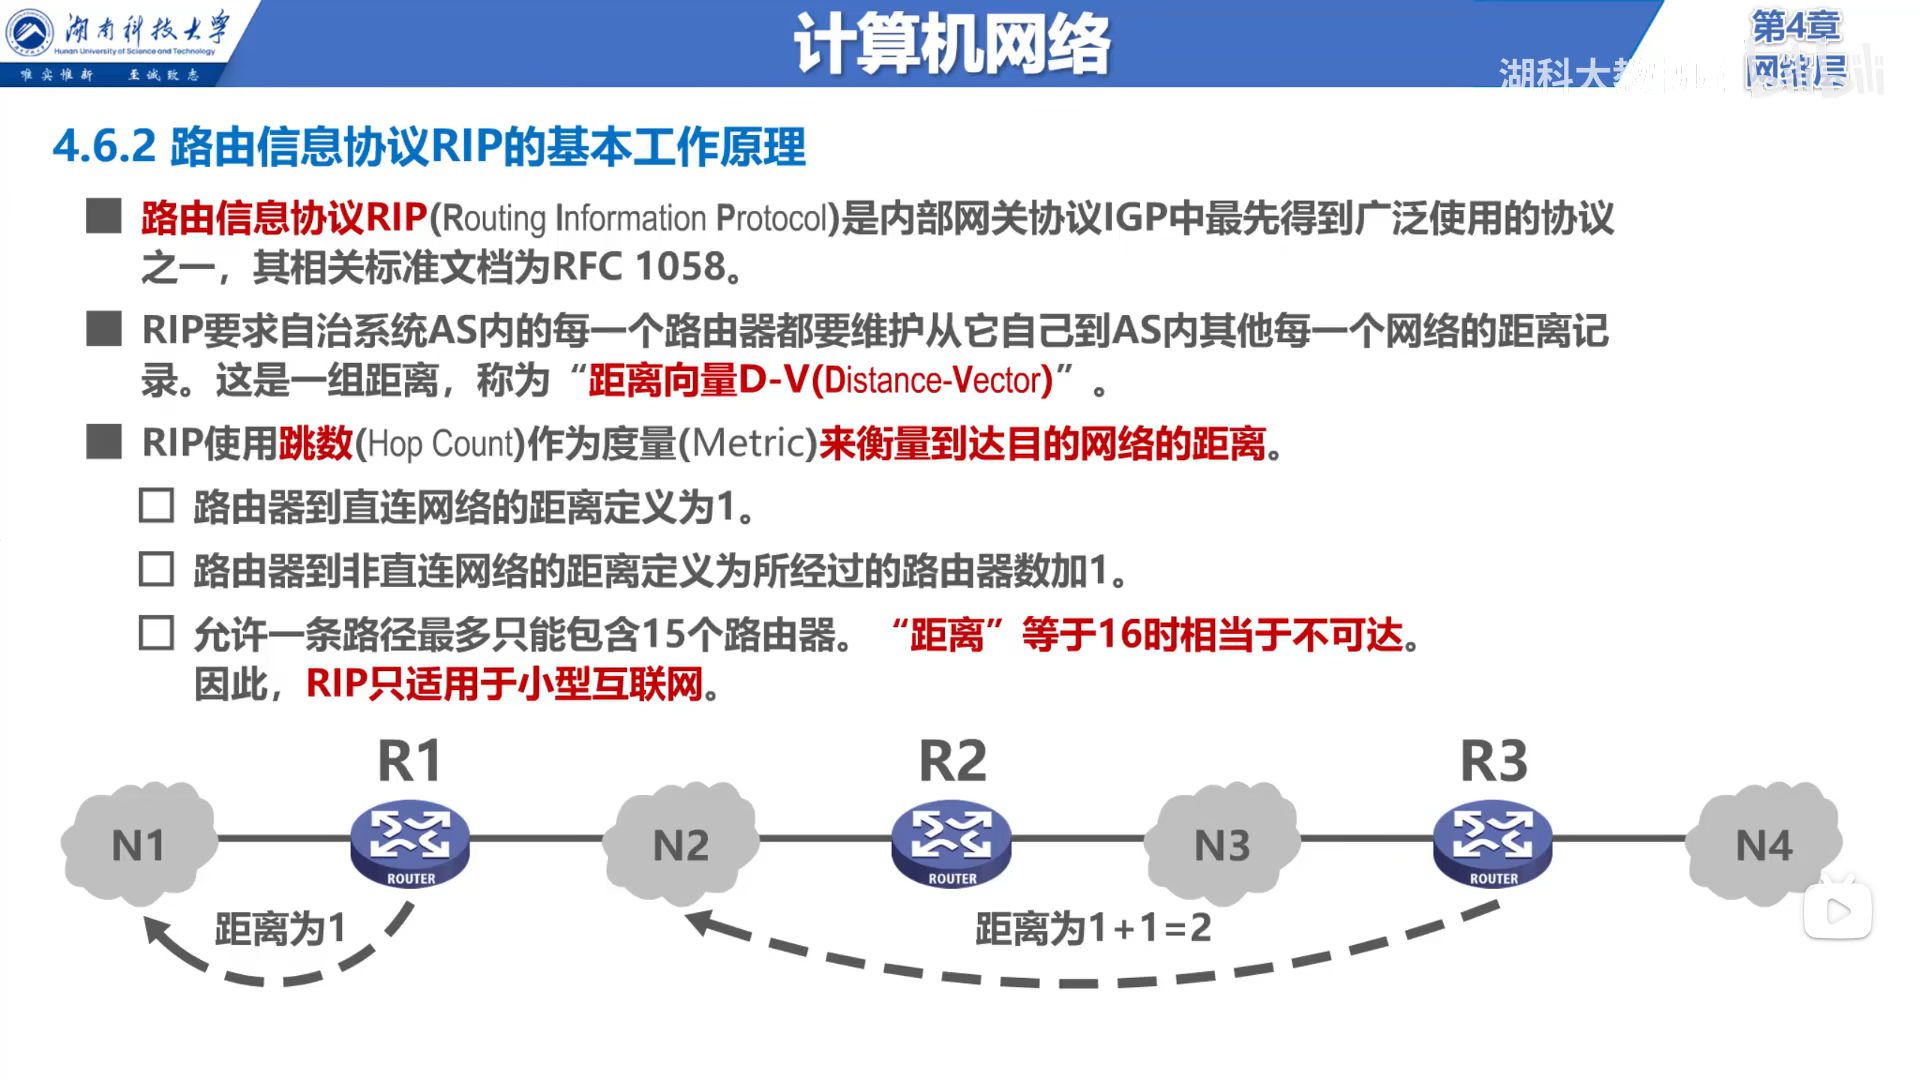 湖南科技大学
Hunan University of Science and Technology
唯实惟新 至诚致志
计算机网络
第4章
网络层
湖科大教
4.6.2 路由信息协议RIP的基本工作原理
路由信息协议RIP(Routing Information Protocol)是内部网关协议IGP中最先得到广泛使用的协议
之一，其相关标准文档为RFC 1058。
RIP要求自治系统AS内的每一个路由器都要维护从它自己到AS内其他每一个网络的距离记
录。这是一组距离，称为“距离向量D-V(Distance-Vector)”。
RIP使用跳数(Hop Count)作为度量(Metric)来衡量到达目的网络的距离。
路由器到直连网络的距离定义为1。
路由器到非直连网络的距离定义为所经过的路由器数加1。
允许一条路径最多只能包含15个路由器。“距离”等于16时相当于不可达。
因此，RIP只适用于小型互联网。
R1 R2 R3
N1 N2 N3 N4
ROUTER ROUTER ROUTER
距离为1 距离为1+1=2